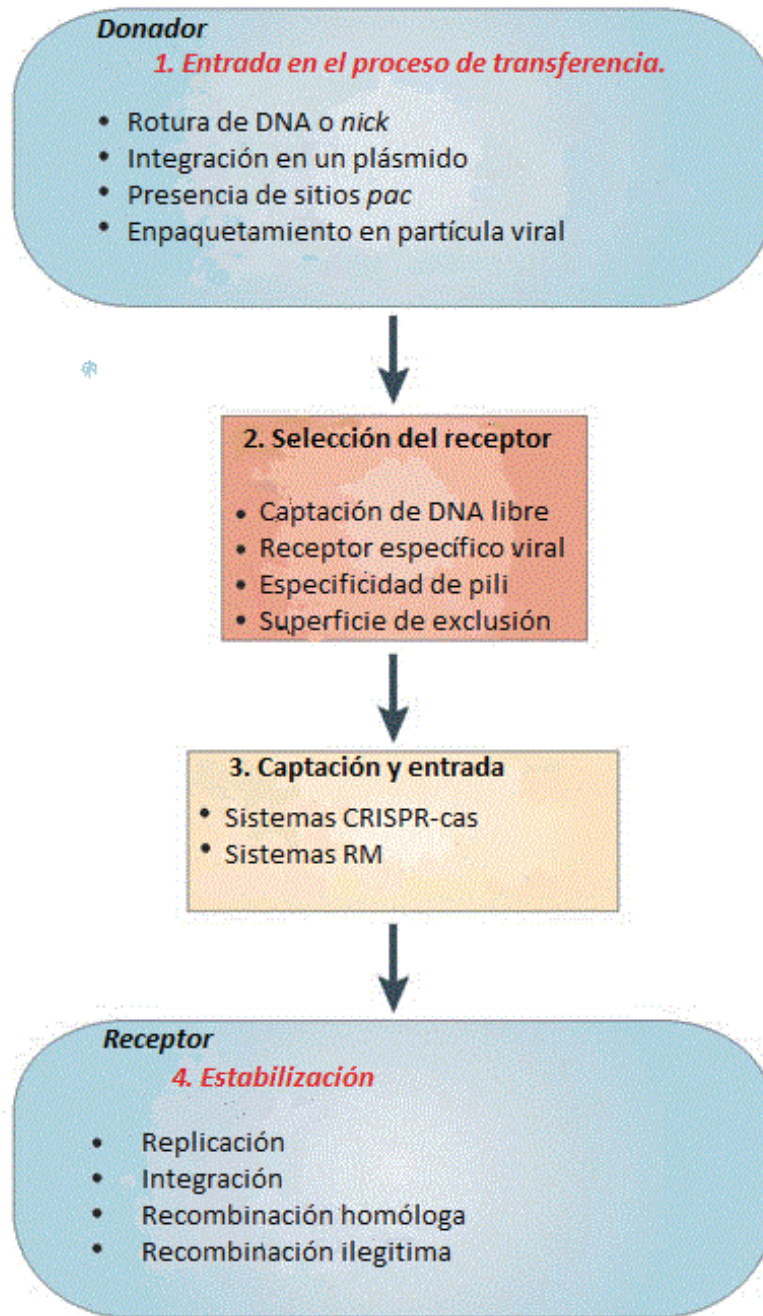 Donador
1. Entrada en el proceso de transferencia.
• Rotura de DNA o nick
• Integración en un plásmido
• Presencia de sitios pac
• Enpaquetamiento en partícula viral
2. Selección del receptor
• Captación de DNA libre
• Receptor específico viral
• Especificidad de pili
• Superficie de exclusión
3. Captación y entrada
• Sistemas CRISPR-cas
• Sistemas RM
Receptor
4. Estabilización
• Replicación
• Integración
• Recombinación homóloga
• Recombinación ilegitima